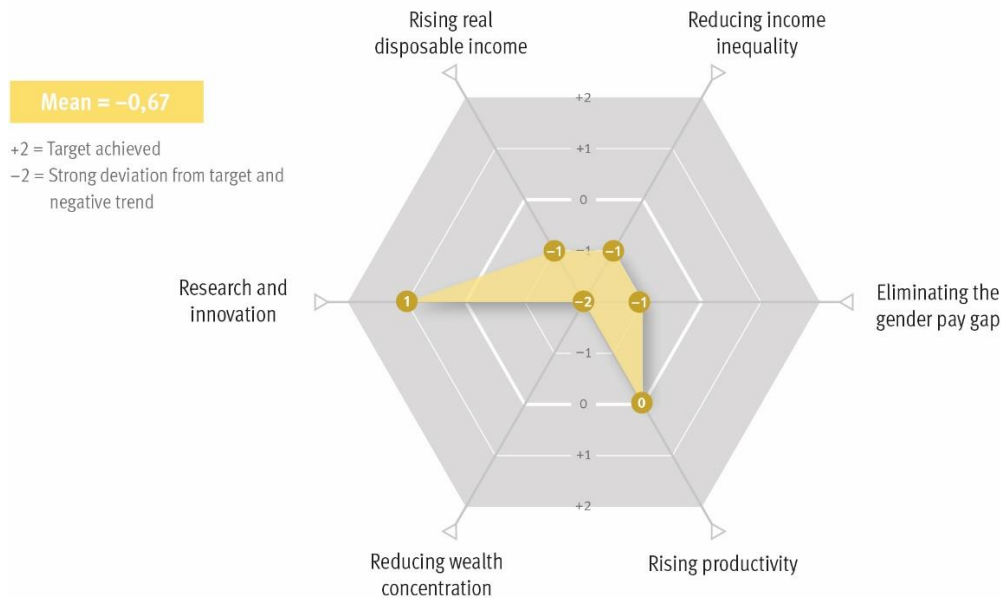 Rising real
disposable income
Reducing income
inequality
Mean = –0,67
+2 = Target achieved
–2 = Strong deviation from target and
negative trend
+2
+1
0
–1
–1
–1
Research and
innovation
1
–2
–1
Eliminating the
gender pay gap
–1
0
0
+1
+2
Reducing wealth
concentration
Rising productivity